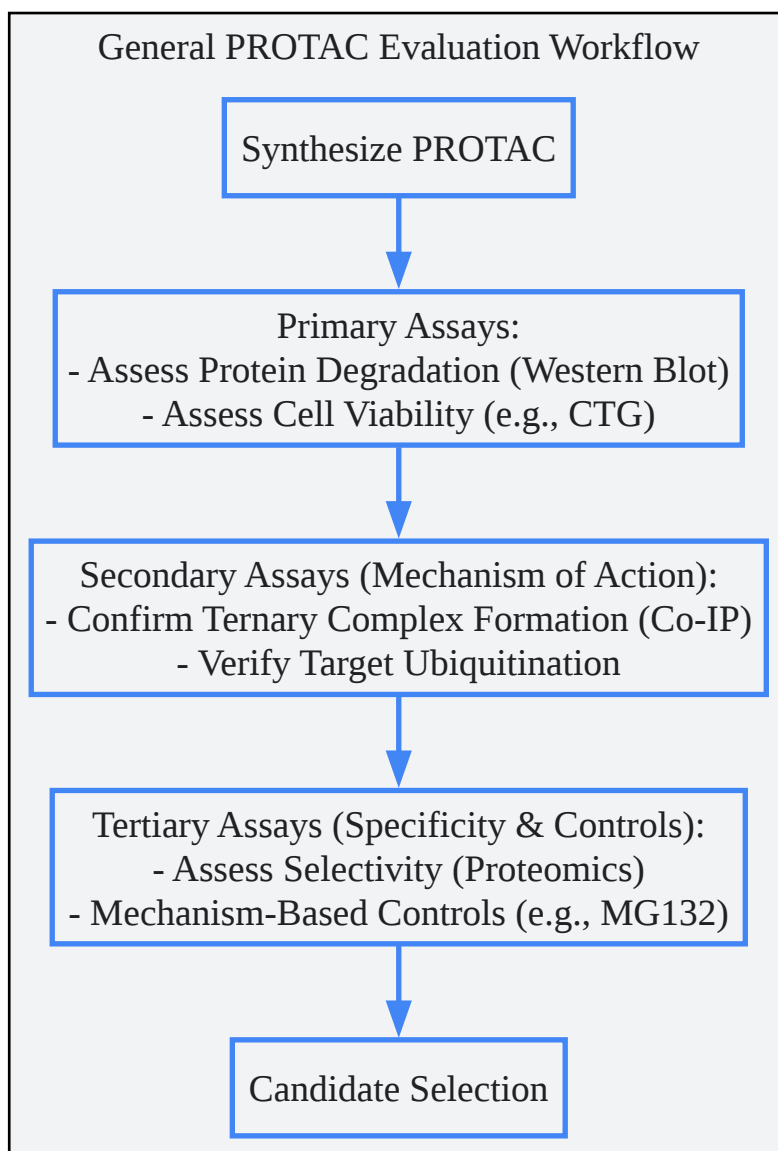 General PROTAC Evaluation Workflow
Synthesize PROTAC
Primary Assays:
- Assess Protein Degradation (Western Blot)
- Assess Cell Viability (e.g., CTG)
Secondary Assays (Mechanism of Action):
- Confirm Ternary Complex Formation (Co-IP)
- Verify Target Ubiquitination
Tertiary Assays (Specificity & Controls):
- Assess Selectivity (Proteomics)
- Mechanism-Based Controls (e.g., MG132)
Candidate Selection